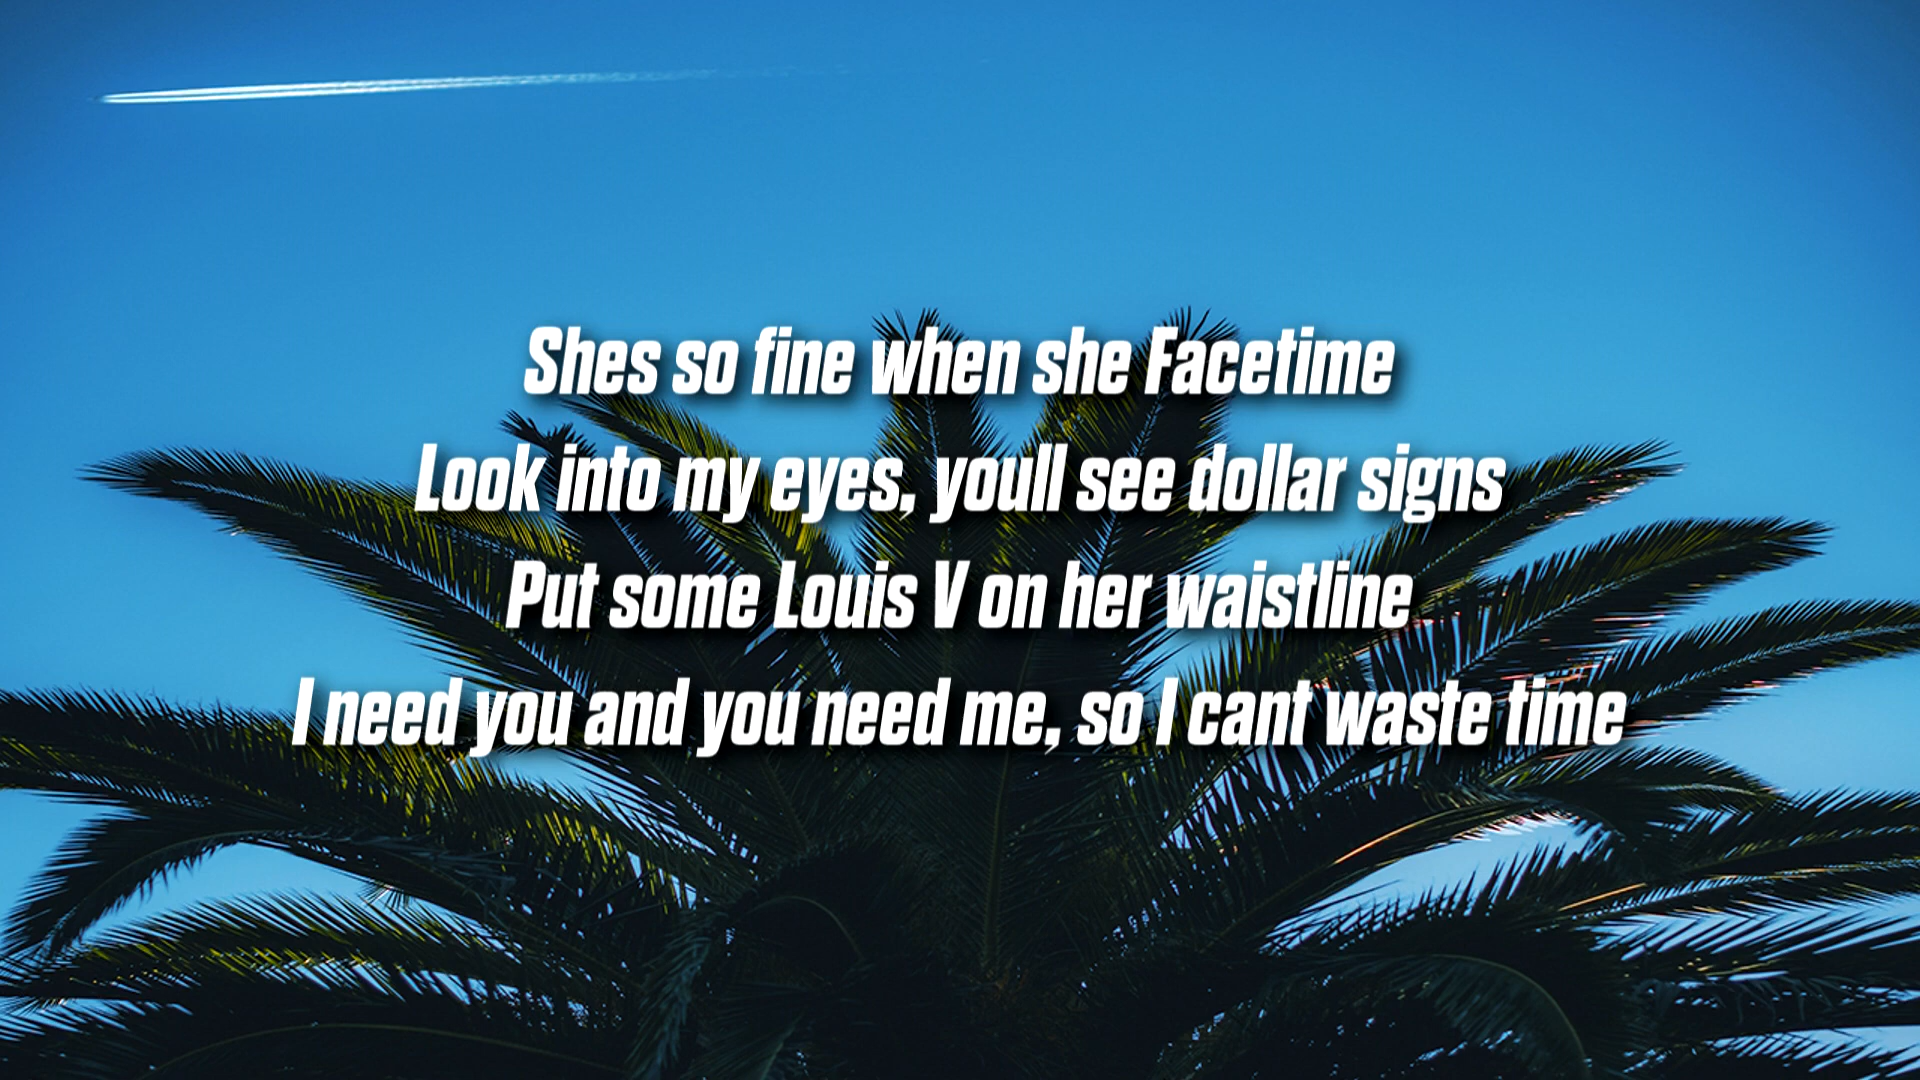 Shes so fine when she Facetime
Look into my eyes, youll see dollar signs
Put some Louis V on her waistline
I need you and you need me, so I cant waste time